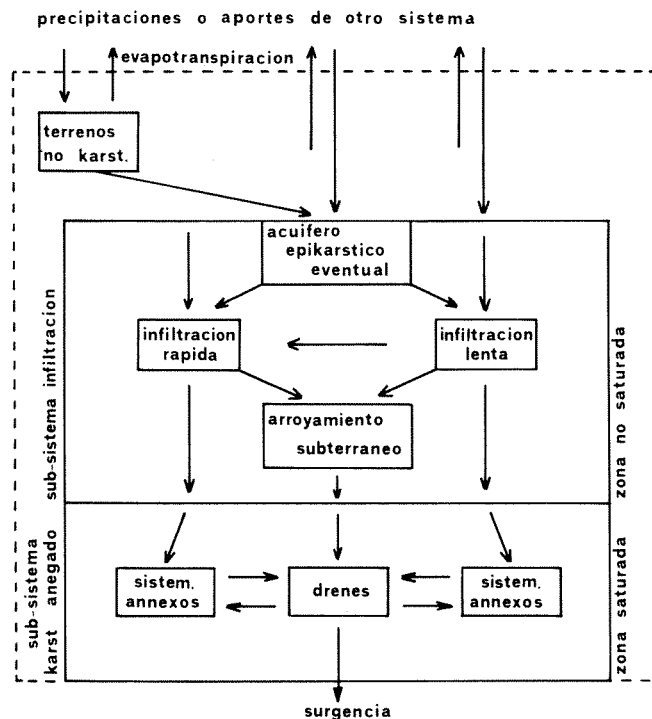 precipitaciones o aportes de otro sistema
evapotranspiracion
terrenos
no karst.
acuifero
epikarstico
eventual
infiltracion
rapida
infiltracion
lenta
arroyamiento
subterraneo
sub-sistema infiltracion
zona no saturada
sistem.
annexos
drenes
sistem.
annexos
sub-sistema
karst anegado
zona saturada
surgencia